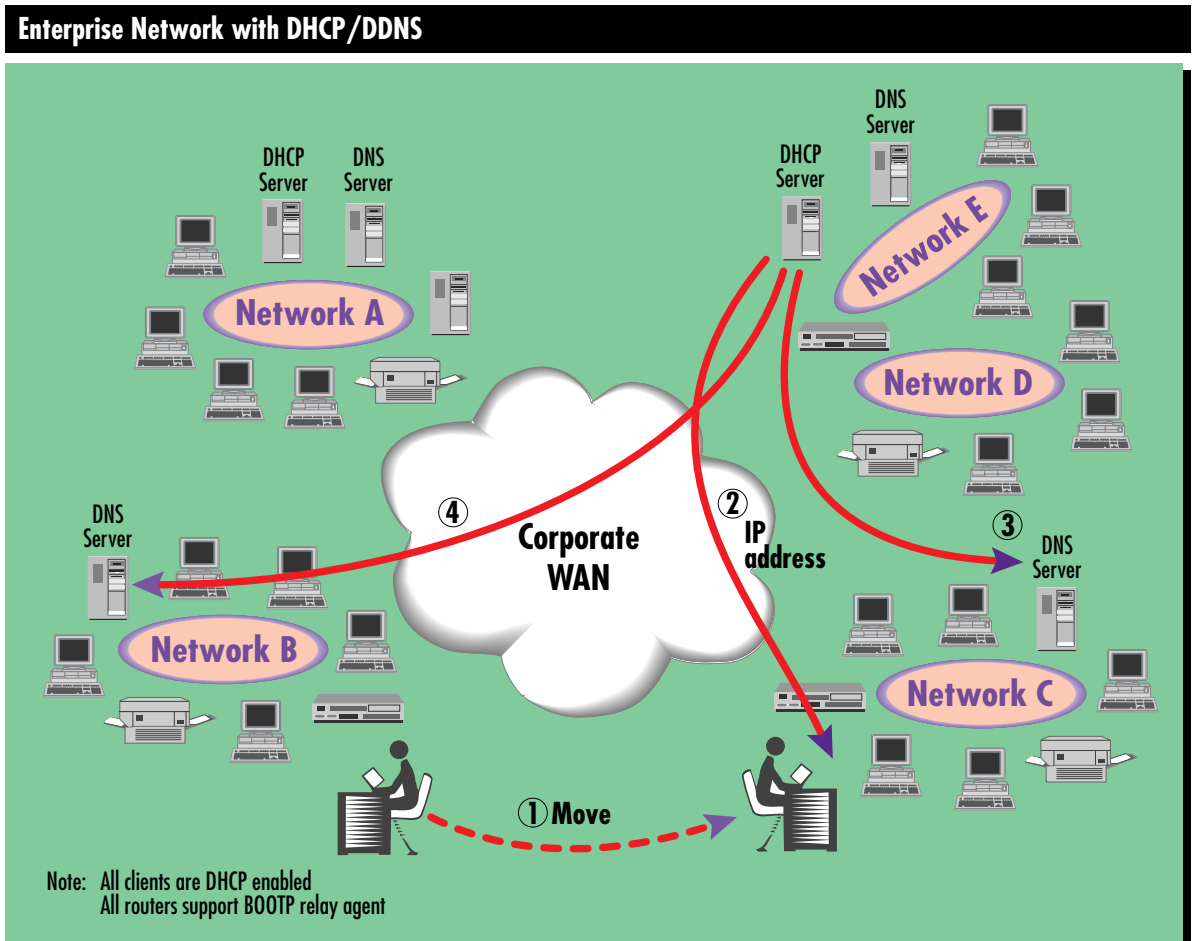 Enterprise Network with DHCP/DDNS
DHCP
Server
DNS
Server
Network A
DHCP
Server
DNS
Server
Network E
Network D
④
Corporate
WAN
②
IP
address
③
DNS
Server
Network B
DNS
Server
Network C
① Move
Note: All clients are DHCP enabled
All routers support BOOTP relay agent